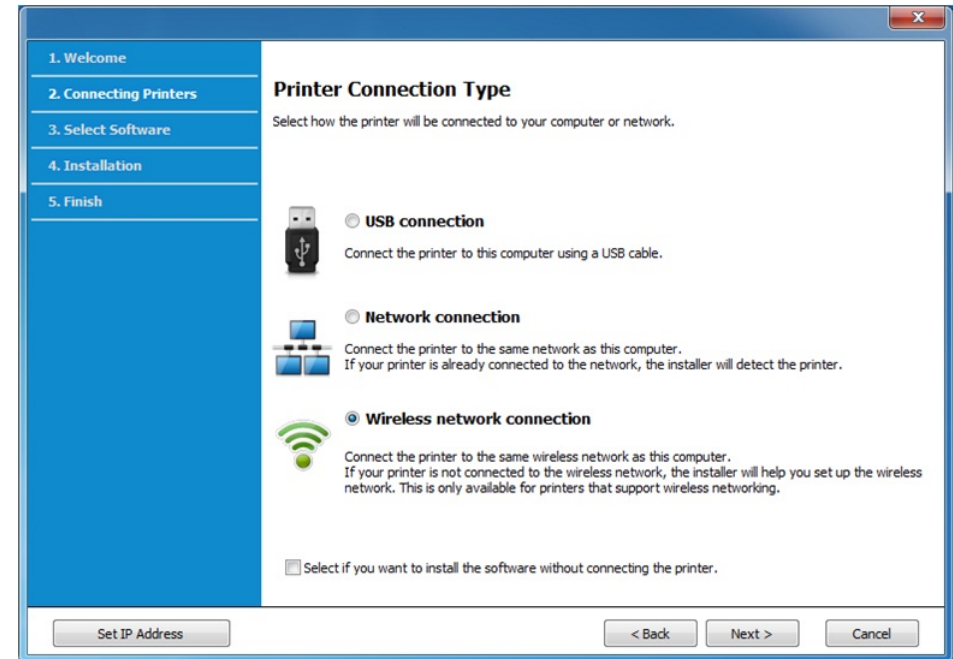 1. Welcome
2. Connecting Printers
3. Select Software
4. Installation
5. Finish
Printer Connection Type
Select how the printer will be connected to your computer or network.
USB connection
Connect the printer to this computer using a USB cable.
Network connection
Connect the printer to the same network as this computer.
If your printer is already connected to the network, the installer will detect the printer.
Wireless network connection
Connect the printer to the same wireless network as this computer.
If your printer is not connected to the wireless network, the installer will help you set up the wireless
network. This is only available for printers that support wireless networking.
Select if you want to install the software without connecting the printer.
Set IP Address
< Back
Next >
Cancel